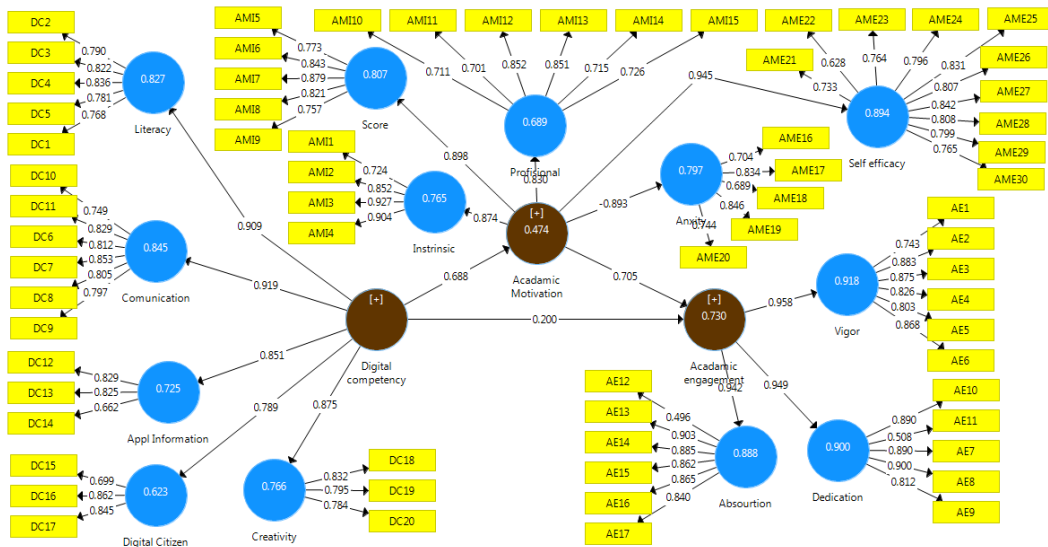 DC2
DC3
DC4
DC5
DC1
0.790
0.822
0.836
0.781
0.768
0.827
Literacy
DC10
DC11
DC6
DC7
DC8
DC9
0.749
0.829
0.812
0.853
0.805
0.797
0.845
Comunication
DC12
DC13
DC14
0.829
0.825
0.662
0.725
Appl Information
DC15
DC16
DC17
0.699
0.862
0.845
0.623
Digital Citizen
0.766
Creativity
0.832
0.795
0.784
DC18
DC19
DC20
0.909
0.919
0.851
0.789
0.875
[+]
Digital
competency
0.688
0.200
AMI5
AMI6
AMI7
AMI8
AMI9
0.773
0.843
0.879
0.821
0.757
0.807
Score
AMI1
AMI2
AMI3
AMI4
0.724
0.852
0.927
0.904
0.765
Instrinsic
AMI10
AMI11
AMI12
AMI13
AMI14
AMI15
0.711
0.701
0.852
0.851
0.715
0.726
0.689
Profisional
0.898
0.874
0.830
-0.893
0.945
0.705
[+]
0.474
Acadamic
Motivation
AME22
AME23
AME24
AME25
AME21
AME26
AME27
AME28
AME29
AME30
0.733
0.628
0.764
0.796
0.831
0.807
0.842
0.808
0.799
0.765
0.894
Self efficacy
0.797
Anxity
0.704
0.834
0.689
0.846
0.744
AME16
AME17
AME18
AME19
AME20
[+]
0.730
Acadamic
engagement
0.958
0.942
0.949
0.918
Vigor
0.743
0.883
0.875
0.826
0.803
0.868
AE1
AE2
AE3
AE4
AE5
AE6
AE12
AE13
AE14
AE15
AE16
AE17
0.496
0.903
0.885
0.862
0.865
0.840
0.888
Absourtion
0.900
Dedication
0.890
0.508
0.890
0.900
0.812
AE10
AE11
AE7
AE8
AE9